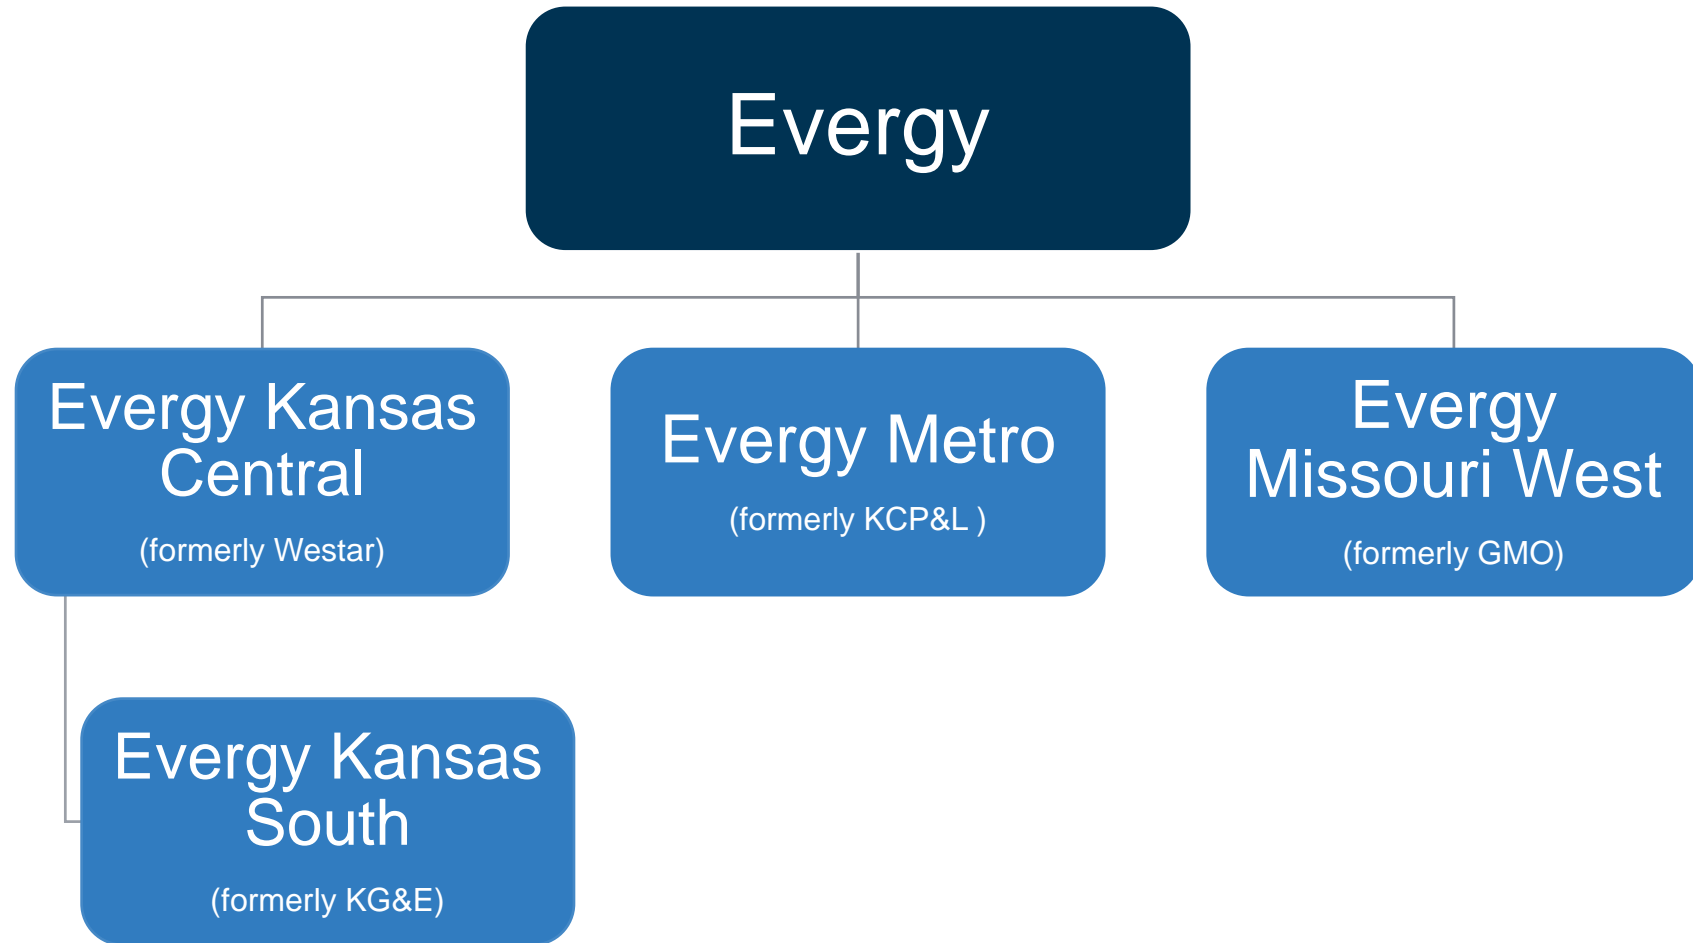 Evergy
Evergy Kansas
Central
(formerly Westar)
Evergy Metro
(formerly KCP&L )
Evergy
Missouri West
(formerly GMO)
Evergy Kansas
South
(formerly KG&E)